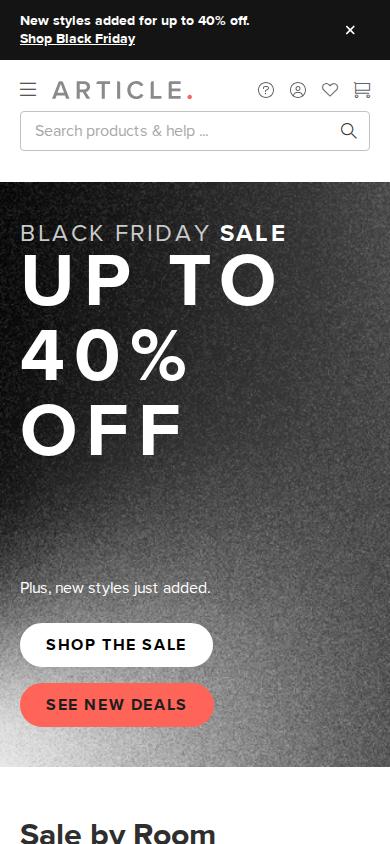 New styles added for up to 40% off.
Shop Black Friday
ARTICLE.
Search products & help ...
BLACK FRIDAY SALE
UP TO
40%
OFF
Plus, new styles just added.
SHOP THE SALE
SEE NEW DEALS
Sale by Room